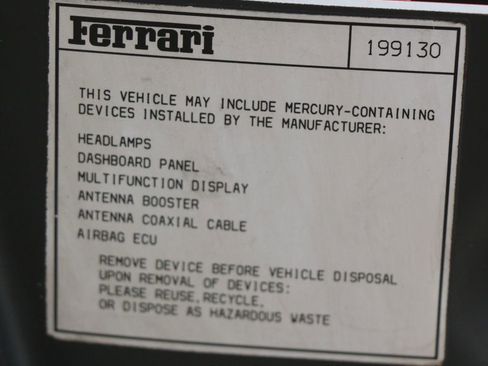 Ferrari
199130
THIS VEHICLE MAY INCLUDE MERCURY-CONTAINING
DEVICES INSTALLED BY THE MANUFACTURER:
HEADLAMPS
DASHBOARD PANEL
MULTIFUNCTION DISPLAY
ANTENNA BOOSTER
ANTENNA COAXIAL CABLE
AIRBAG ECU
REMOVE DEVICE BEFORE VEHICLE DISPOSAL
UPON REMOVAL OF DEVICES:
PLEASE REUSE, RECYCLE,
OR DISPOSE AS HAZARDOUS WASTE